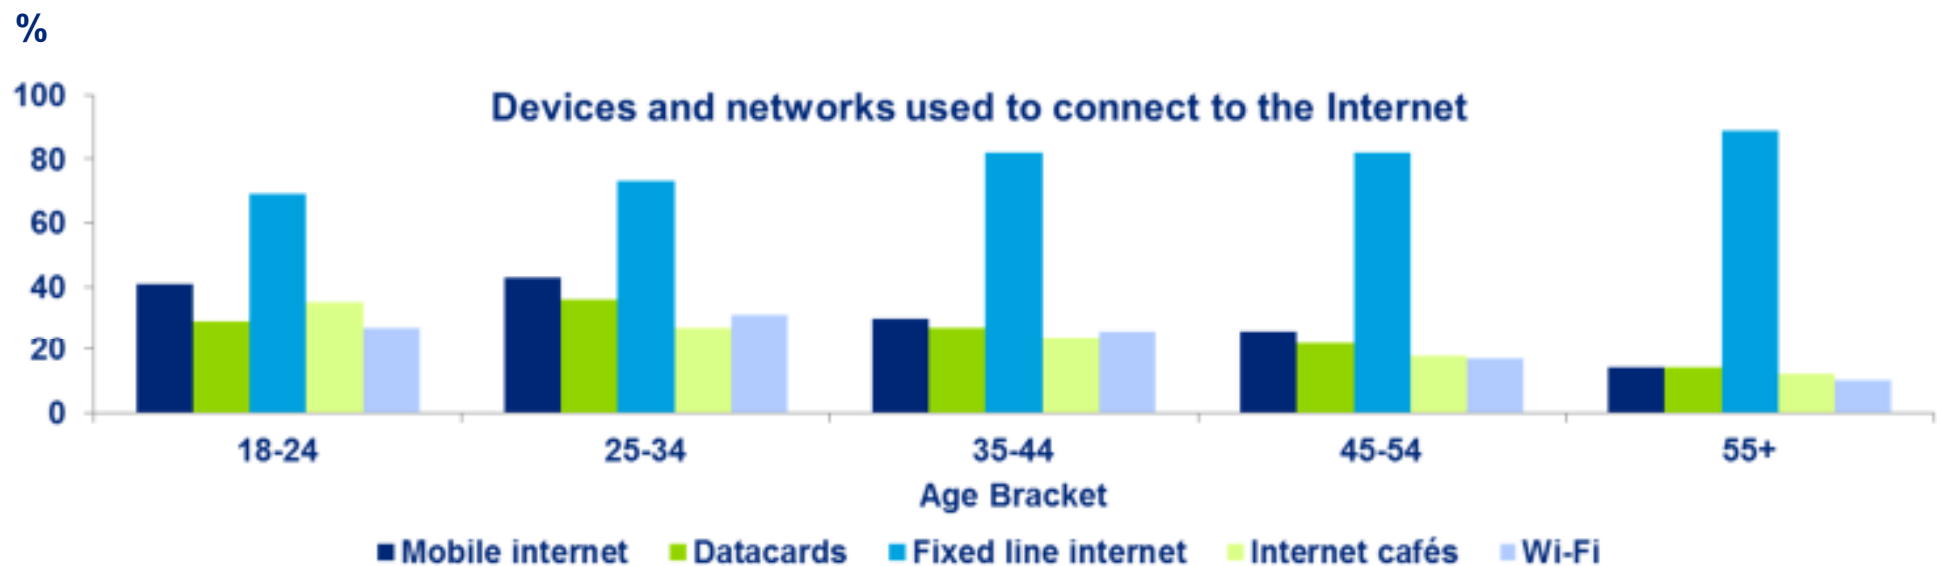 %
Devices and networks used to connect to the Internet
100
80
60
40
20
0
18-24 25-34 35-44 45-54 55+
Age Bracket
Mobile internet Datacards Fixed line internet Internet cafés Wi-Fi